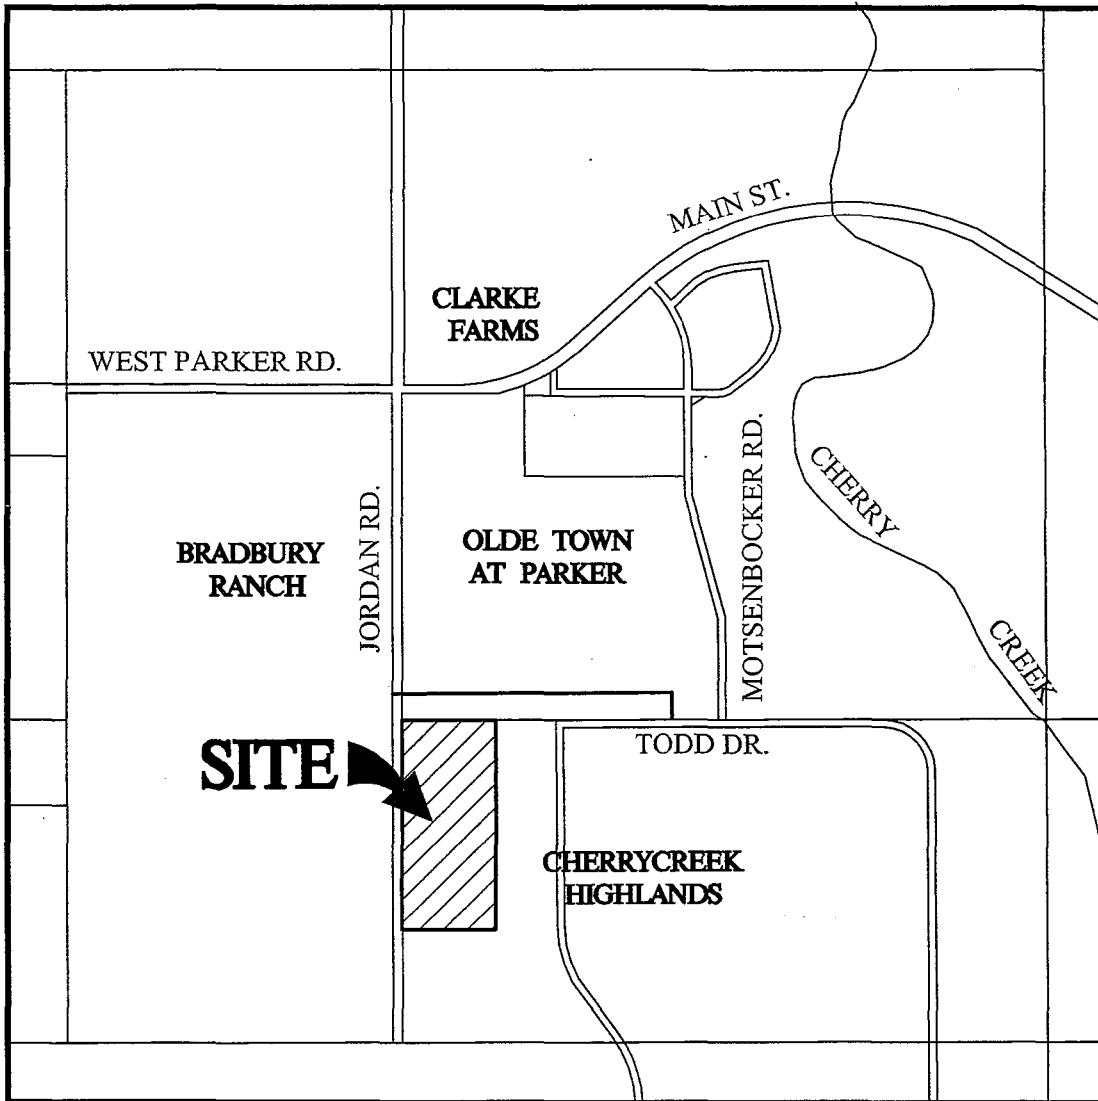 MAIN ST.
CLARKE
FARMS
WEST PARKER RD.
JORDAN RD.
MOTSENBOCKER RD.
CHERRY
CREEK
BRADBURY
RANCH
OLDE TOWN
AT PARKER
TODD DR.
SITE
CHERRYCREEK
HIGHLANDS